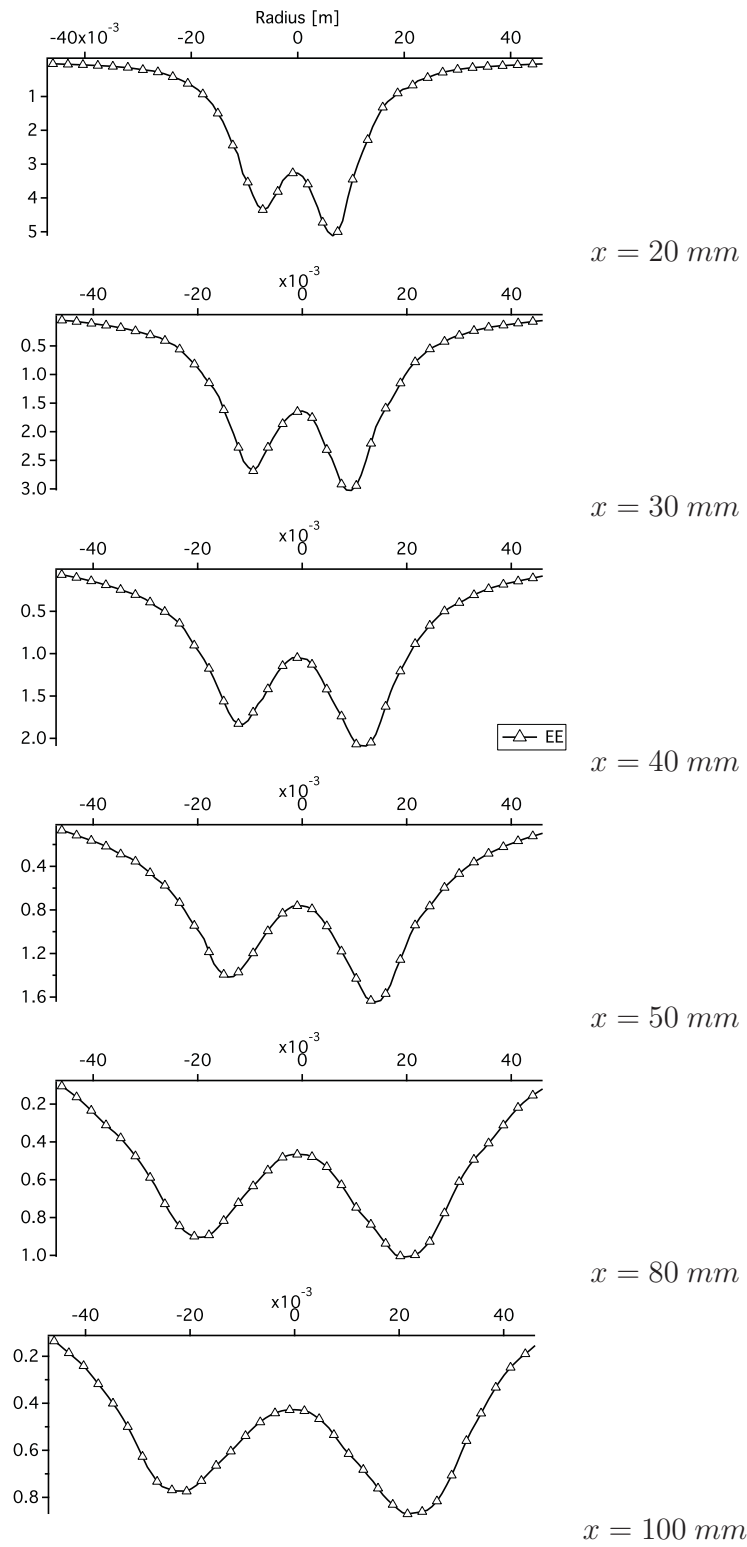 Radius [m]
-40x10-3 -20 0 20 40
1
2
3
4
5
x = 20 mm
x10-3
-40 -20 0 20 40
0.5
1.0
1.5
2.0
2.5
3.0
x = 30 mm
x10-3
-40 -20 0 20 40
0.5
1.0
1.5
2.0
EE
x = 40 mm
x10-3
-40 -20 0 20 40
0.4
0.8
1.2
1.6
x = 50 mm
x10-3
-40 -20 0 20 40
0.2
0.4
0.6
0.8
1.0
x = 80 mm
x10-3
-40 -20 0 20 40
0.2
0.4
0.6
0.8
x = 100 mm